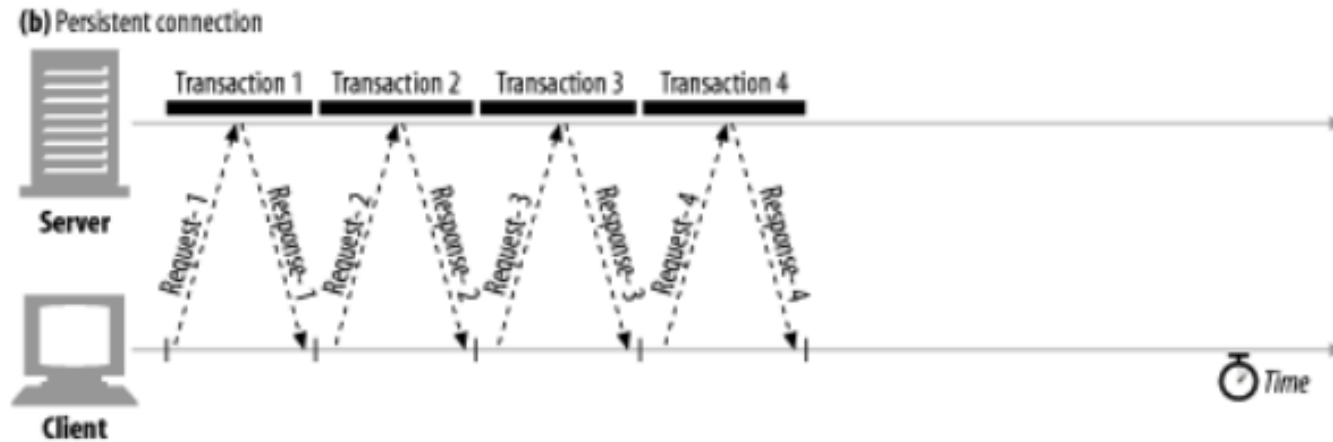 (b) Persistent connection
Transaction 1 Transaction 2 Transaction 3 Transaction 4
Request-1 Response-1 Request-2 Response-2 Request-3 Response-3 Request-4 Response-4
Server
Client
Time